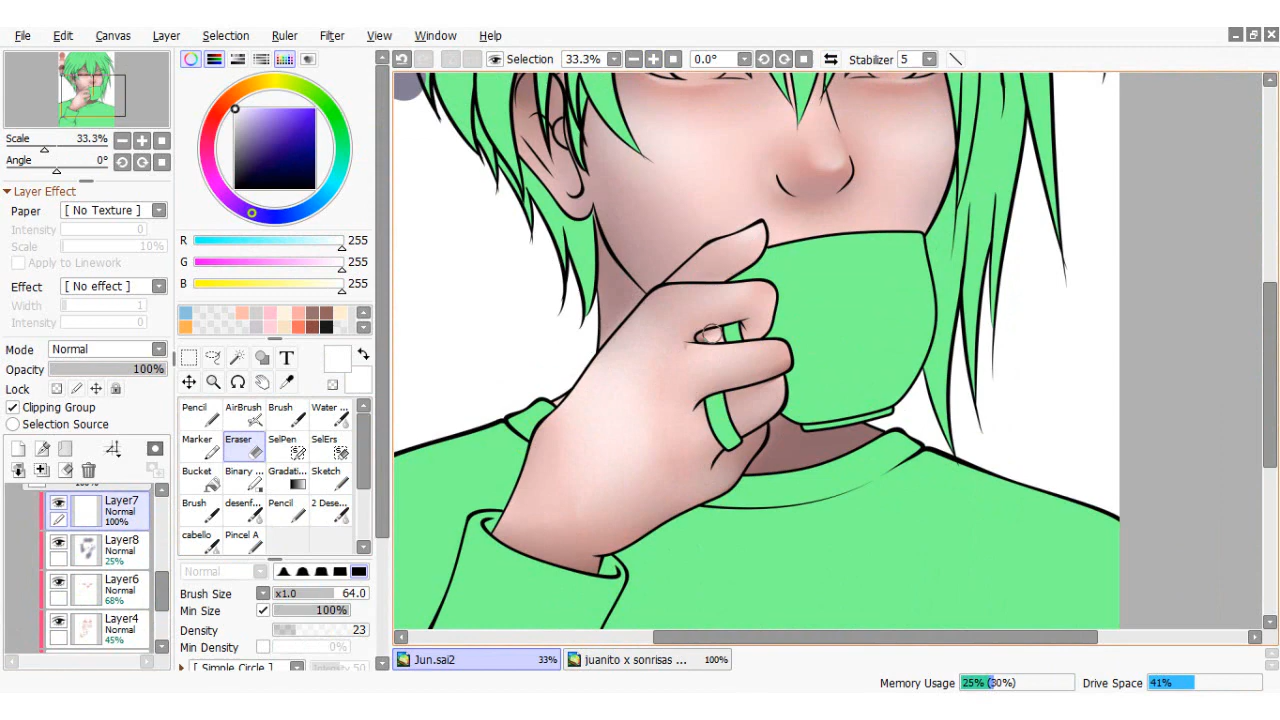 File Edit Canvas Layer Selection Ruler Filter View Window Help
Selection 33.3% 0.0° Stabilizer 5
Scale 33.3%
Angle 0°
Layer Effect
Paper [ No Texture ]
Intensity 0
Scale 10%
Apply to Linework
Effect [ No effect ]
Width 1
Intensity 0
Mode Normal
Opacity 100%
Lock
Clipping Group
Selection Source
100%
Layer7
Normal
100%
Layer8
Normal
25%
Layer6
Normal
68%
Layer4
Normal
45%
R 255
G 255
B 255
T
Pencil AirBrush Brush Water ...
Marker Eraser SelPen SelErs
Bucket Binary ... Gradati... Sketch
Brush desenf... Pencil 2 Dese...
cabello Pincel A
Normal
Brush Size x1.0 64.0
Min Size 100%
Density 23
Min Density 0%
[ Simple Circle ] Intensity 50
Jun.sai2 33% juanito x sonrisas ... 100%
Memory Usage 25% (30%) Drive Space 41%